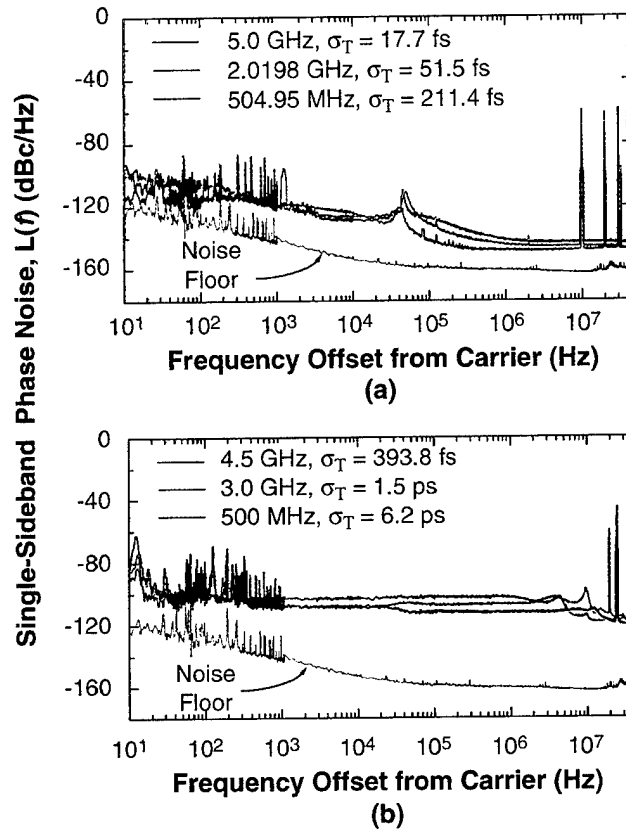 Single-Sideband Phase Noise, L(f) (dBc/Hz)
0
-40
-80
-120
-160
5.0 GHz, σT = 17.7 fs
2.0198 GHz, σT = 51.5 fs
504.95 MHz, σT = 211.4 fs
Noise
Floor
10¹ 10² 10³ 10⁴ 10⁵ 10⁶ 10⁷
Frequency Offset from Carrier (Hz)
(a)
0
-40
-80
-120
-160
4.5 GHz, σT = 393.8 fs
3.0 GHz, σT = 1.5 ps
500 MHz, σT = 6.2 ps
Noise
Floor
10¹ 10² 10³ 10⁴ 10⁵ 10⁶ 10⁷
Frequency Offset from Carrier (Hz)
(b)